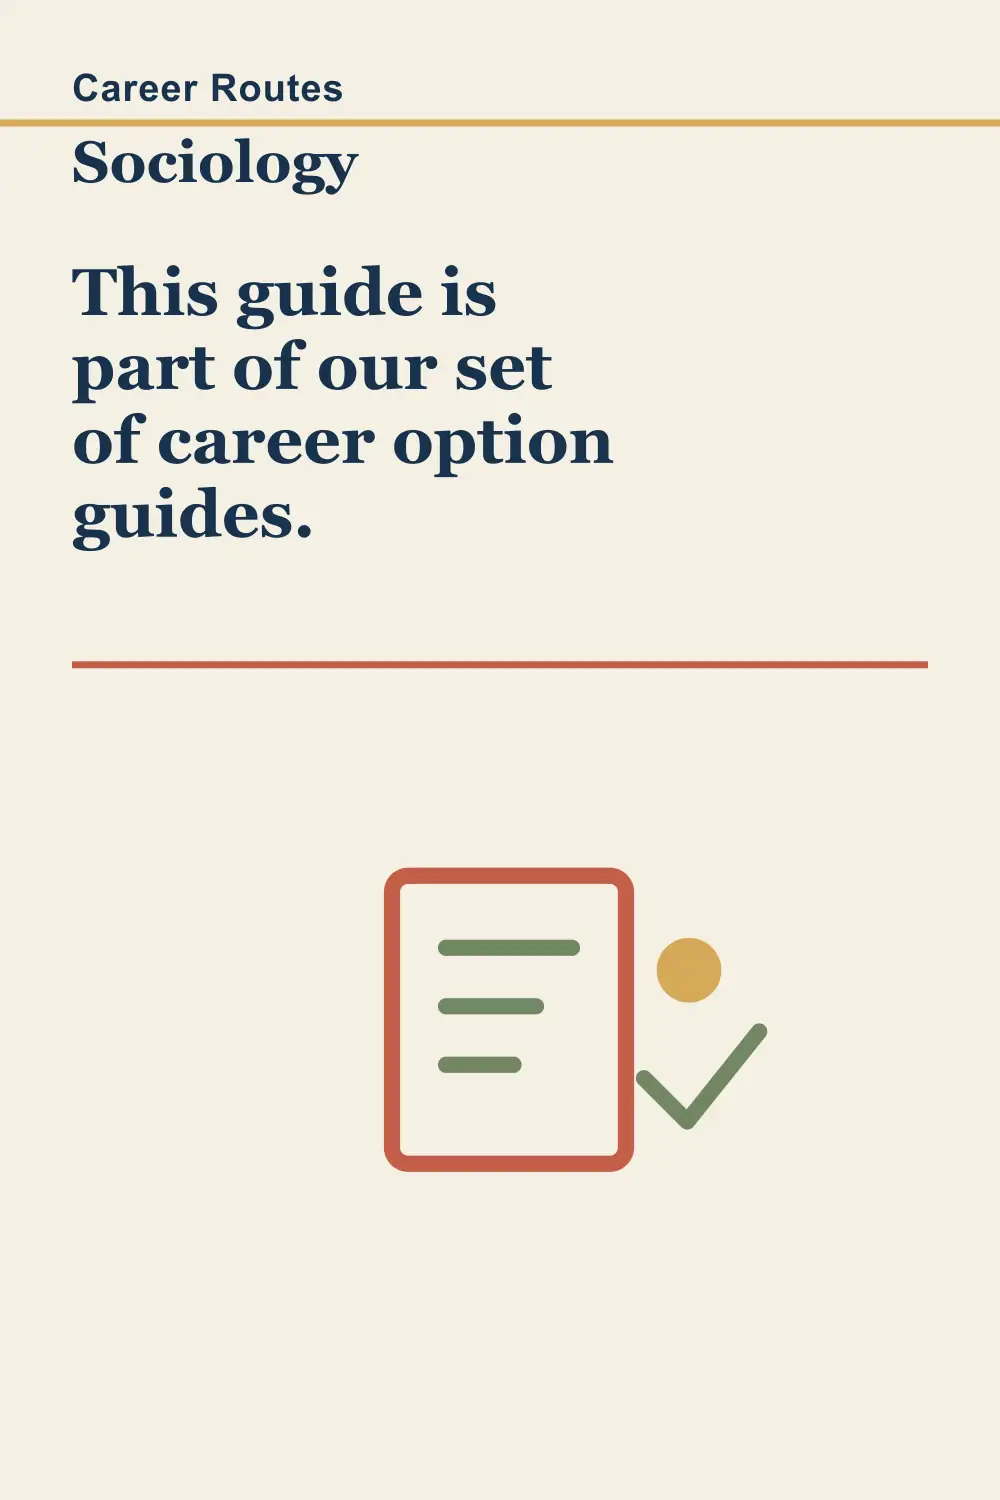 Career Routes
Sociology
This guide is
part of our set
of career option
guides.